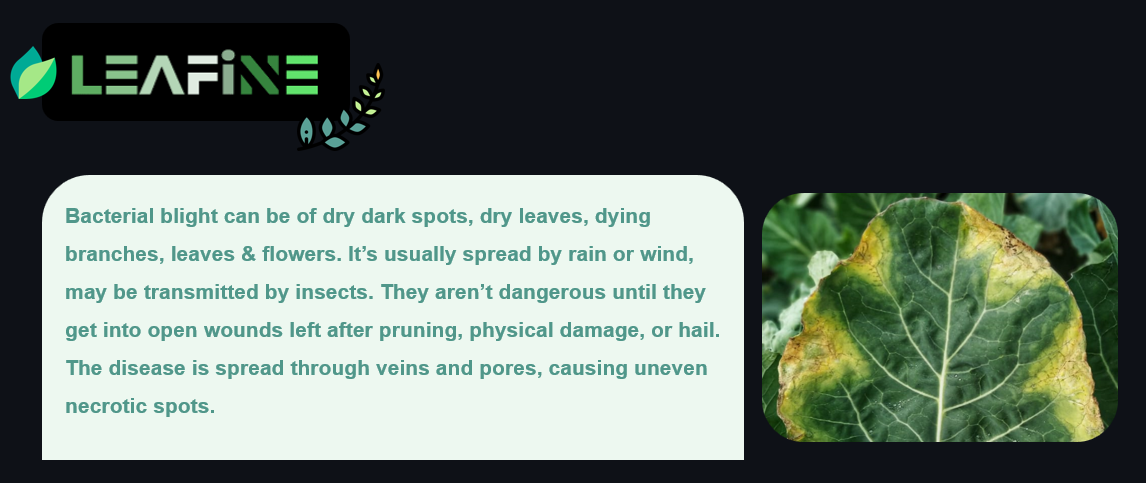 LEAFiNE
Bacterial blight can be of dry dark spots, dry leaves, dying
branches, leaves & flowers. It’s usually spread by rain or wind,
may be transmitted by insects. They aren’t dangerous until they
get into open wounds left after pruning, physical damage, or hail.
The disease is spread through veins and pores, causing uneven
necrotic spots.